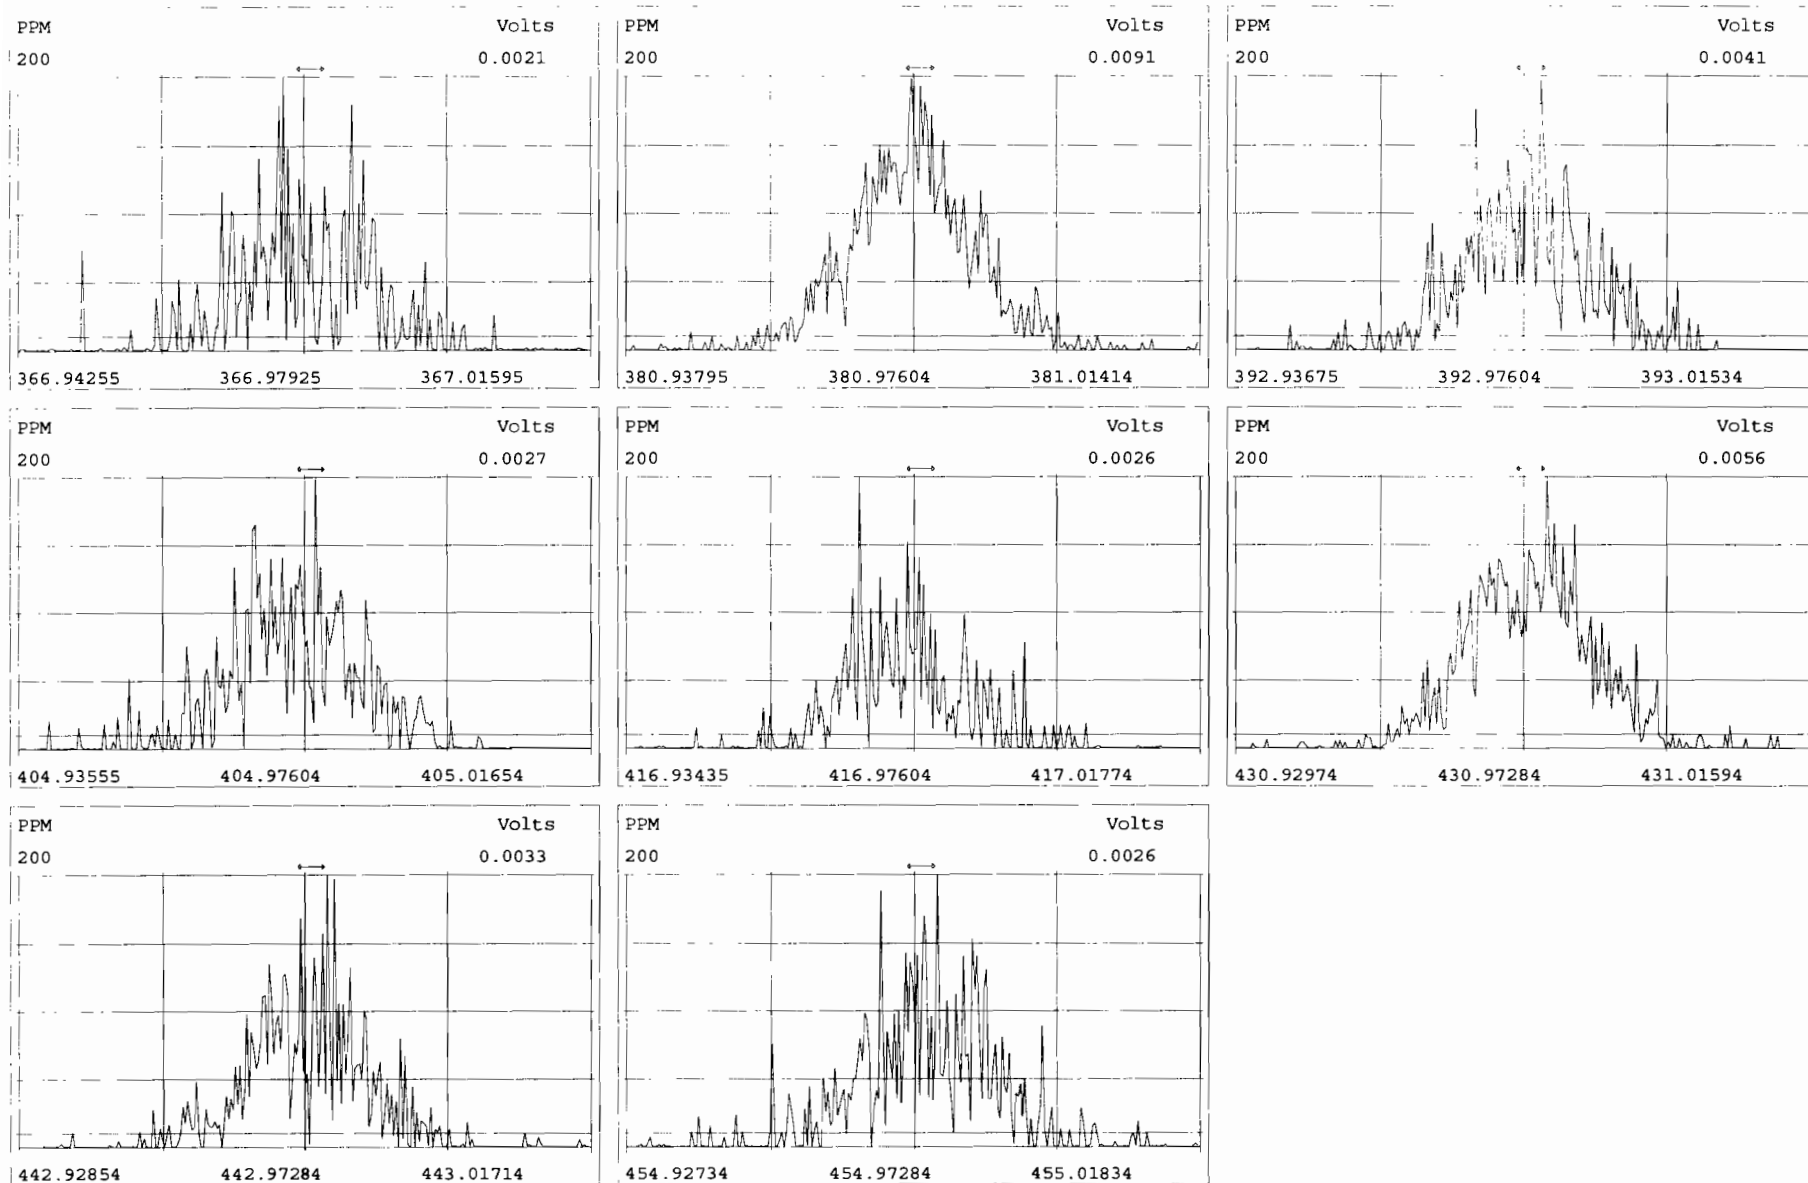 PPM Volts
200 0.0021
366.94255 366.97925 367.01595
PPM Volts
200 0.0091
380.93795 380.97604 381.01414
PPM Volts
200 0.0041
392.93675 392.97604 393.01534
PPM Volts
200 0.0027
404.93555 404.97604 405.01654
PPM Volts
200 0.0026
416.93435 416.97604 417.01774
PPM Volts
200 0.0056
430.92974 430.97284 431.01594
PPM Volts
200 0.0033
442.92854 442.97284 443.01714
PPM Volts
200 0.0026
454.92734 454.97284 455.01834